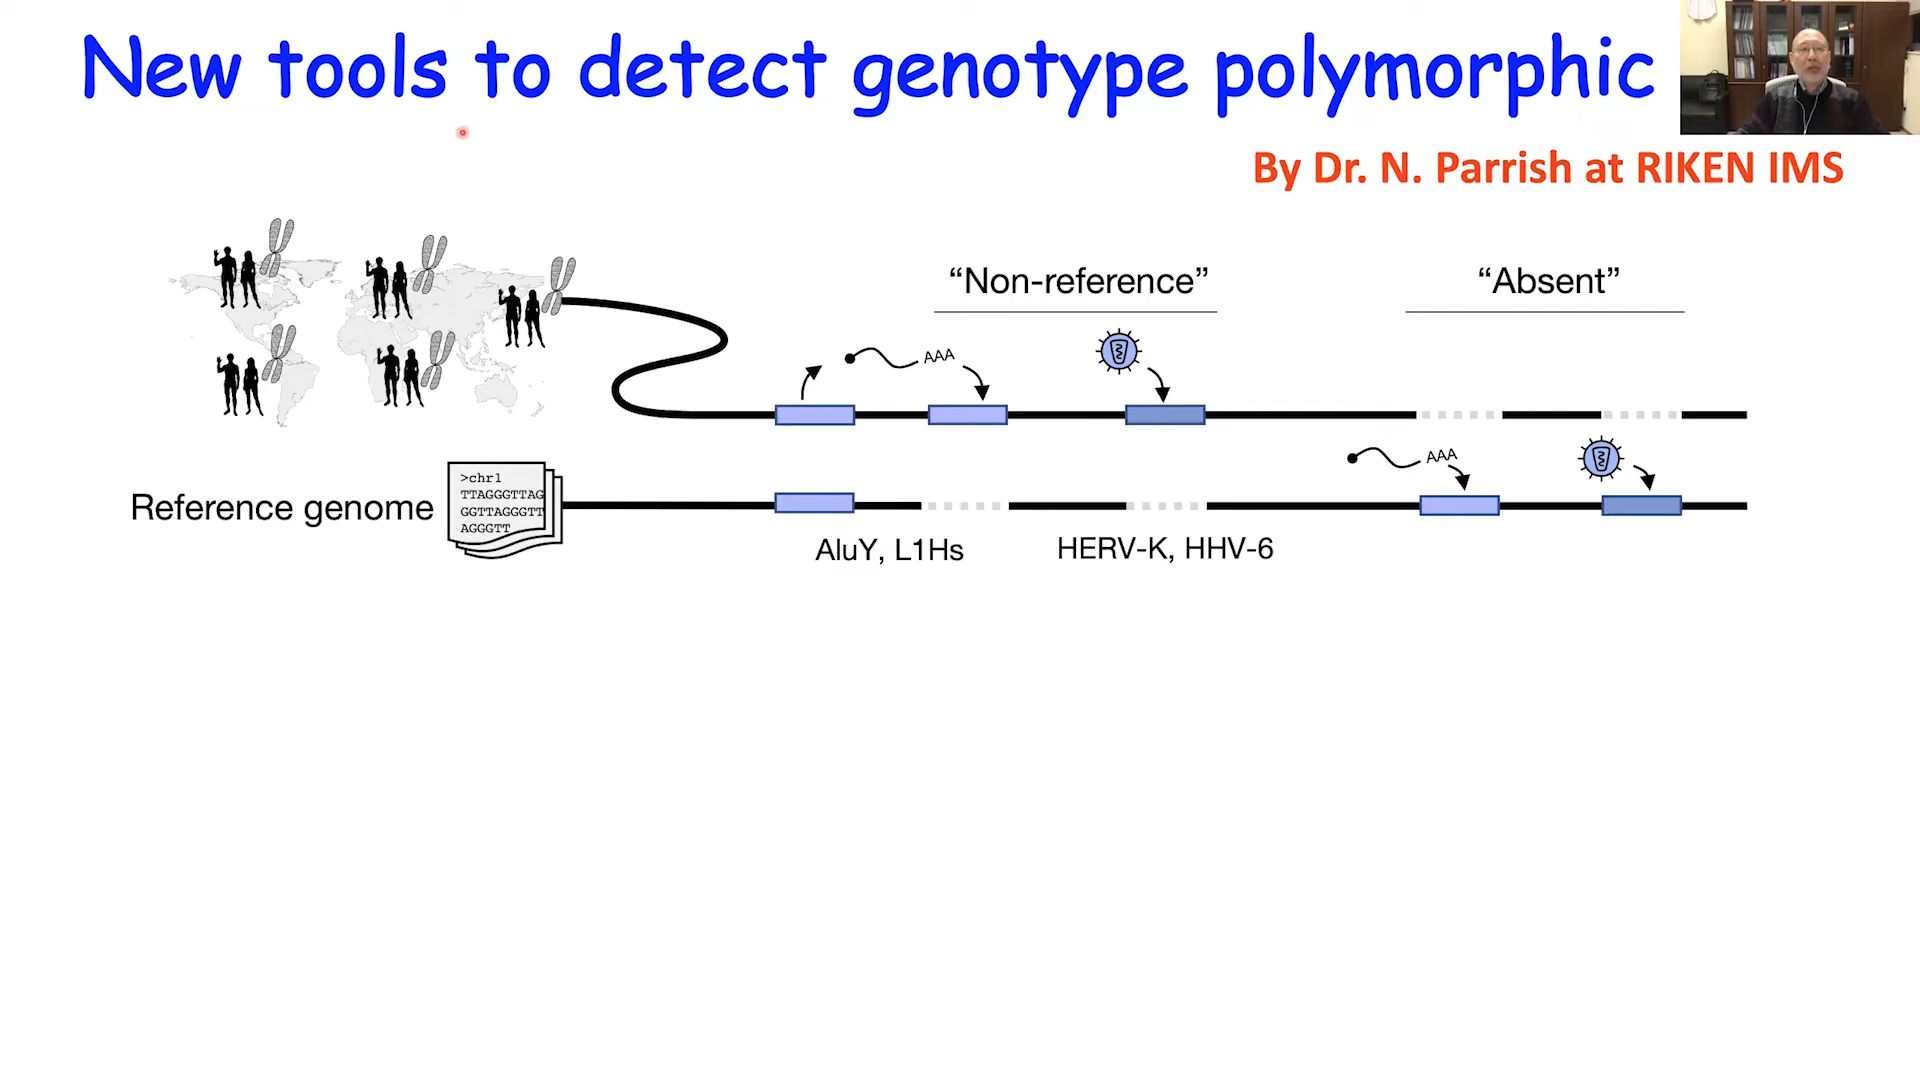 New tools to detect genotype polymorphic
By Dr. N. Parrish at RIKEN IMS
“Non-reference”
“Absent”
AAA
AAA
Reference genome
>chr1
TTAGGGTTAG
GGTTAGGGTT
AGGGTT
AluY, L1Hs
HERV-K, HHV-6